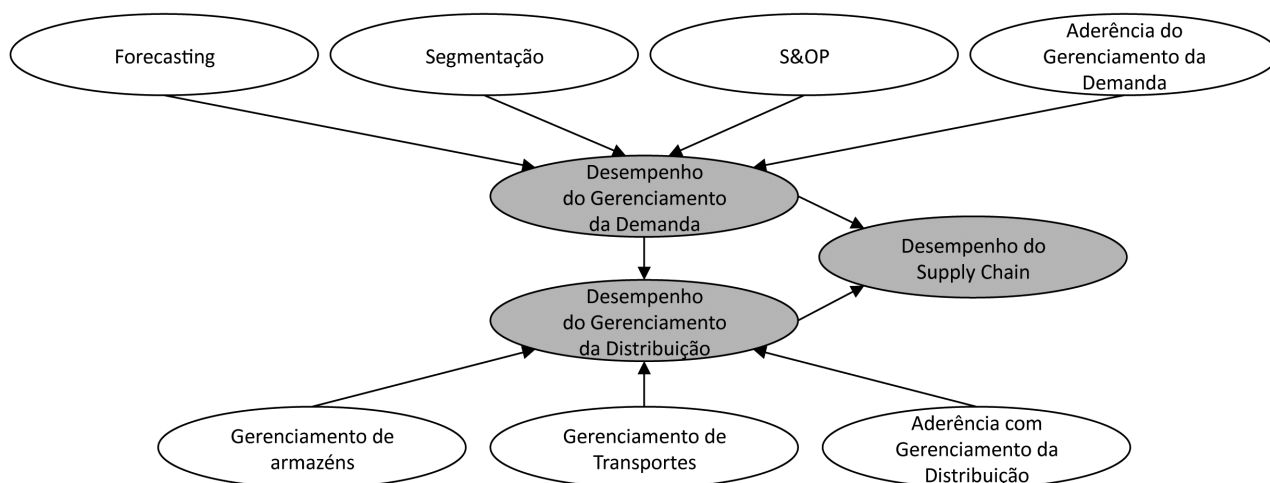 Forecasting
Segmentação
S&OP
Aderência do
Gerenciamento da
Demanda
Desempenho
do Gerenciamento
da Demanda
Desempenho do
Supply Chain
Desempenho
do Gerenciamento
da Distribuição
Gerenciamento de
armazéns
Gerenciamento de
Transportes
Aderência com
Gerenciamento da
Distribuição